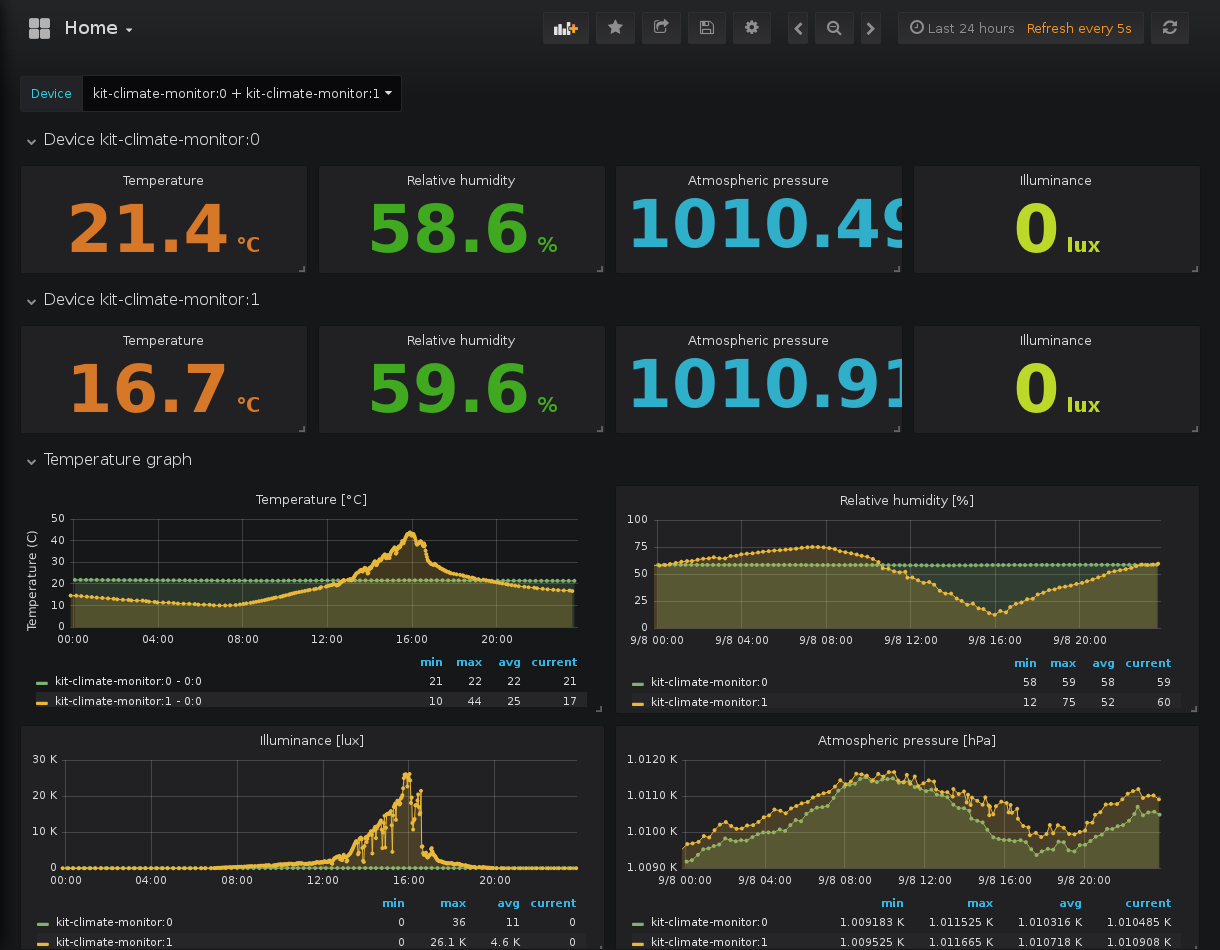 Home
Last 24 hours Refresh every 5s
Device kit-climate-monitor:0 + kit-climate-monitor:1
Device kit-climate-monitor:0
Temperature Relative humidity Atmospheric pressure Illuminance
21.4 °C 58.6 % 1010.49 0 lux
Device kit-climate-monitor:1
Temperature Relative humidity Atmospheric pressure Illuminance
16.7 °C 59.6 % 1010.91 0 lux
Temperature graph
Temperature [°C]
Temperature (C)
50
40
30
20
10
0
00:00 04:00 08:00 12:00 16:00 20:00
min max avg current
kit-climate-monitor:0 - 0:0 21 22 22 21
kit-climate-monitor:1 - 0:0 10 44 25 17
Relative humidity [%]
100
75
50
25
0
9/8 00:00 9/8 04:00 9/8 08:00 9/8 12:00 9/8 16:00 9/8 20:00
min max avg current
kit-climate-monitor:0 58 59 58 59
kit-climate-monitor:1 12 75 52 60
Illuminance [lux]
30 K
20 K
10 K
0
00:00 04:00 08:00 12:00 16:00 20:00
min max avg current
kit-climate-monitor:0 0 36 11 0
kit-climate-monitor:1 0 26.1 K 4.6 K 0
Atmospheric pressure [hPa]
1.0120 K
1.0110 K
1.0100 K
1.0090 K
9/8 00:00 9/8 04:00 9/8 08:00 9/8 12:00 9/8 16:00 9/8 20:00
min max avg current
kit-climate-monitor:0 1.009183 K 1.011525 K 1.010316 K 1.010485 K
kit-climate-monitor:1 1.009525 K 1.011665 K 1.010718 K 1.010908 K